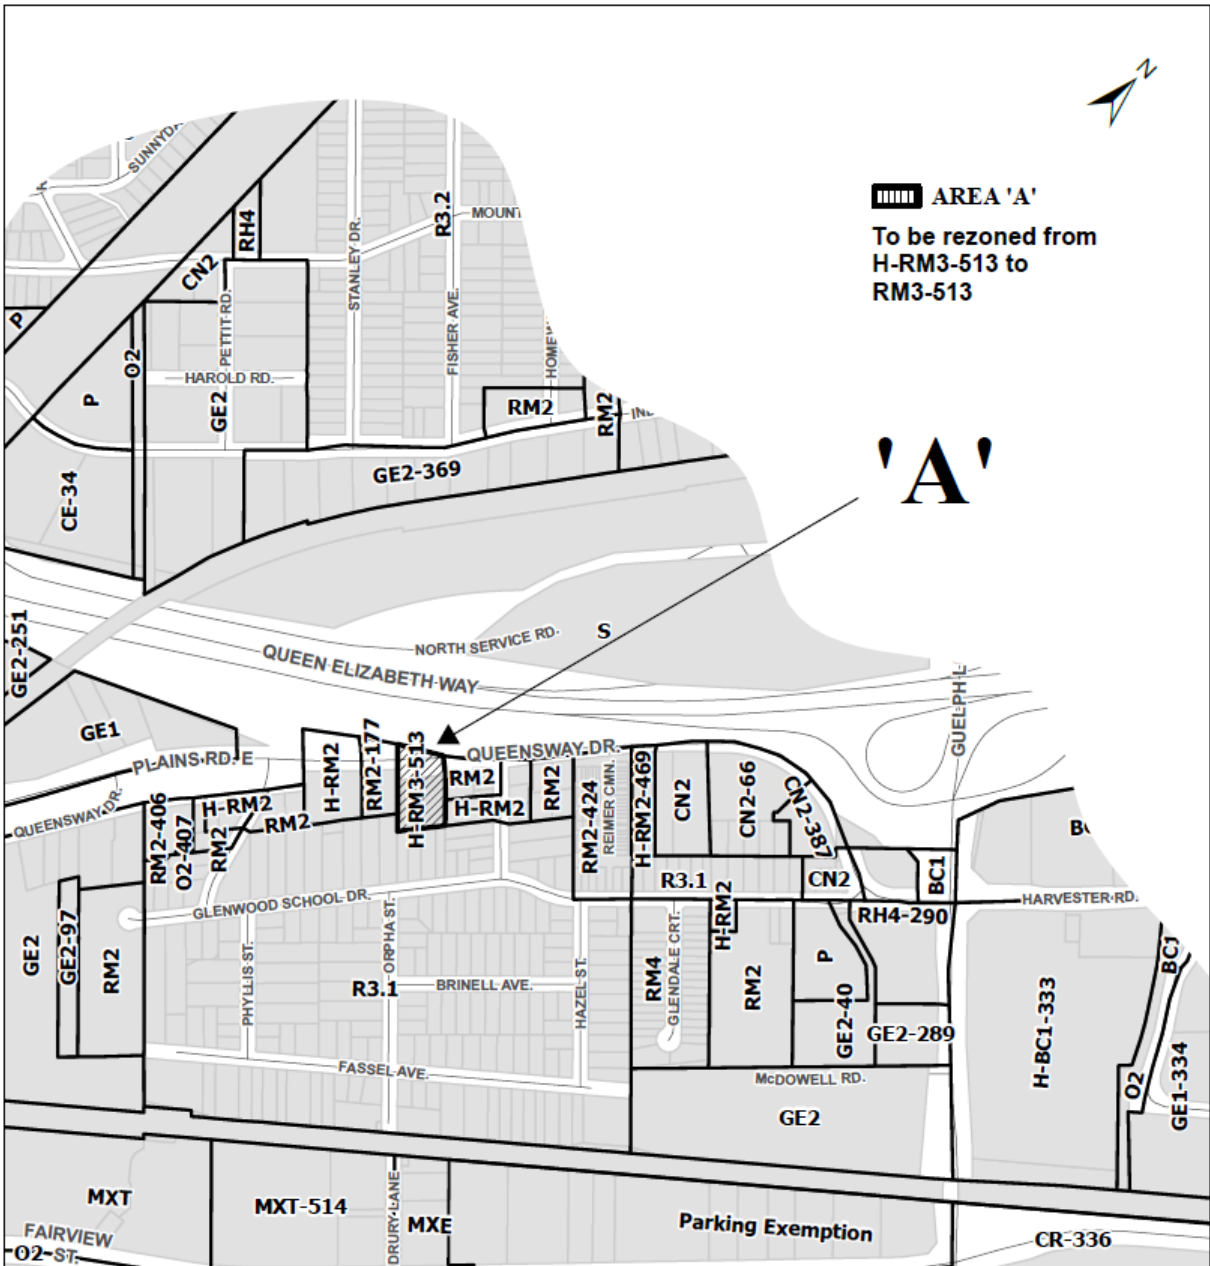 N
AREA 'A'
To be rezoned from
H-RM3-513 to
RM3-513
'A'
SUNNYDA
RH4
R3.2
MOUNT
CN2
STANLEY DR.
PETTIT RD.
FISHER AVE.
P
O2
HAROLD RD.
HOMEW
P
GE2
RM2
RM2
GE2-369
CE-34
S
NORTH SERVICE RD.
QUEEN ELIZABETH WAY
GE2-251
GUELPH L
GE1
PLAINS RD. E
QUEENSWAY DR.
H-RM2
RM2-177
H-RM3-513
QUEENSWAY DR.
RM2
H-RM2
RM2
RM2-424
REIMER CMN.
H-RM2-469
CN2
CN2-66
CN2-387
RM2-406
O2-407
H-RM2
RM2
RM2
R3.1
CN2
BC1
HARVESTER RD.
GLENWOOD SCHOOL DR.
H-RM2
RH4-290
GE2
GE2-97
RM2
PHYLLIS ST.
ORPHA ST.
R3.1
BRINELL AVE.
HAZEL ST.
RM4
GLENDALE CRT.
RM2
P
GE2-40
GE2-289
H-BC1-333
BC1
O2
GE1-334
FASSEL AVE.
McDOWELL RD.
GE2
MXT
MXT-514
DRURY LANE
MXE
Parking Exemption
CR-336
FAIRVIEW
ST.
O2